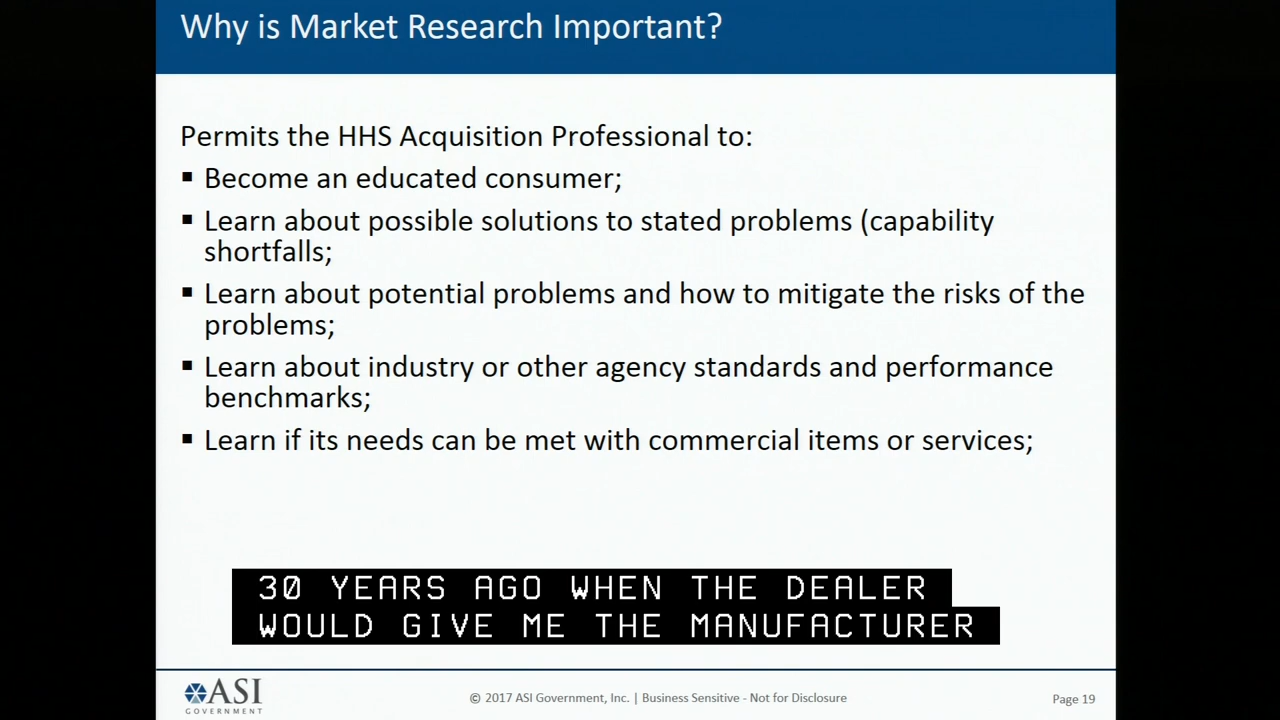 Why is Market Research Important?
Permits the HHS Acquisition Professional to:
▪ Become an educated consumer;
▪ Learn about possible solutions to stated problems (capability
shortfalls;
▪ Learn about potential problems and how to mitigate the risks of the
problems;
▪ Learn about industry or other agency standards and performance
benchmarks;
▪ Learn if its needs can be met with commercial items or services;
30 YEARS AGO WHEN THE DEALER
WOULD GIVE ME THE MANUFACTURER
ASI
GOVERNMENT
© 2017 ASI Government, Inc. | Business Sensitive - Not for Disclosure
Page 19